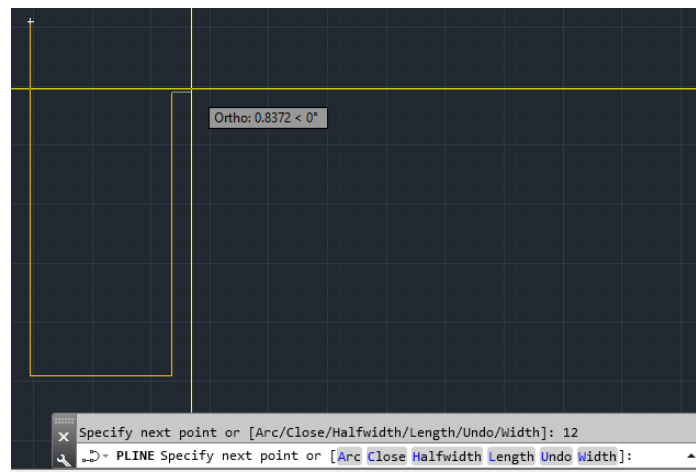 Ortho: 0.8372 < 0°
Specify next point or [Arc/Close/Halfwidth/Length/Undo/Width]: 12
PLINE Specify next point or [Arc Close Halfwidth Length Undo Width]: